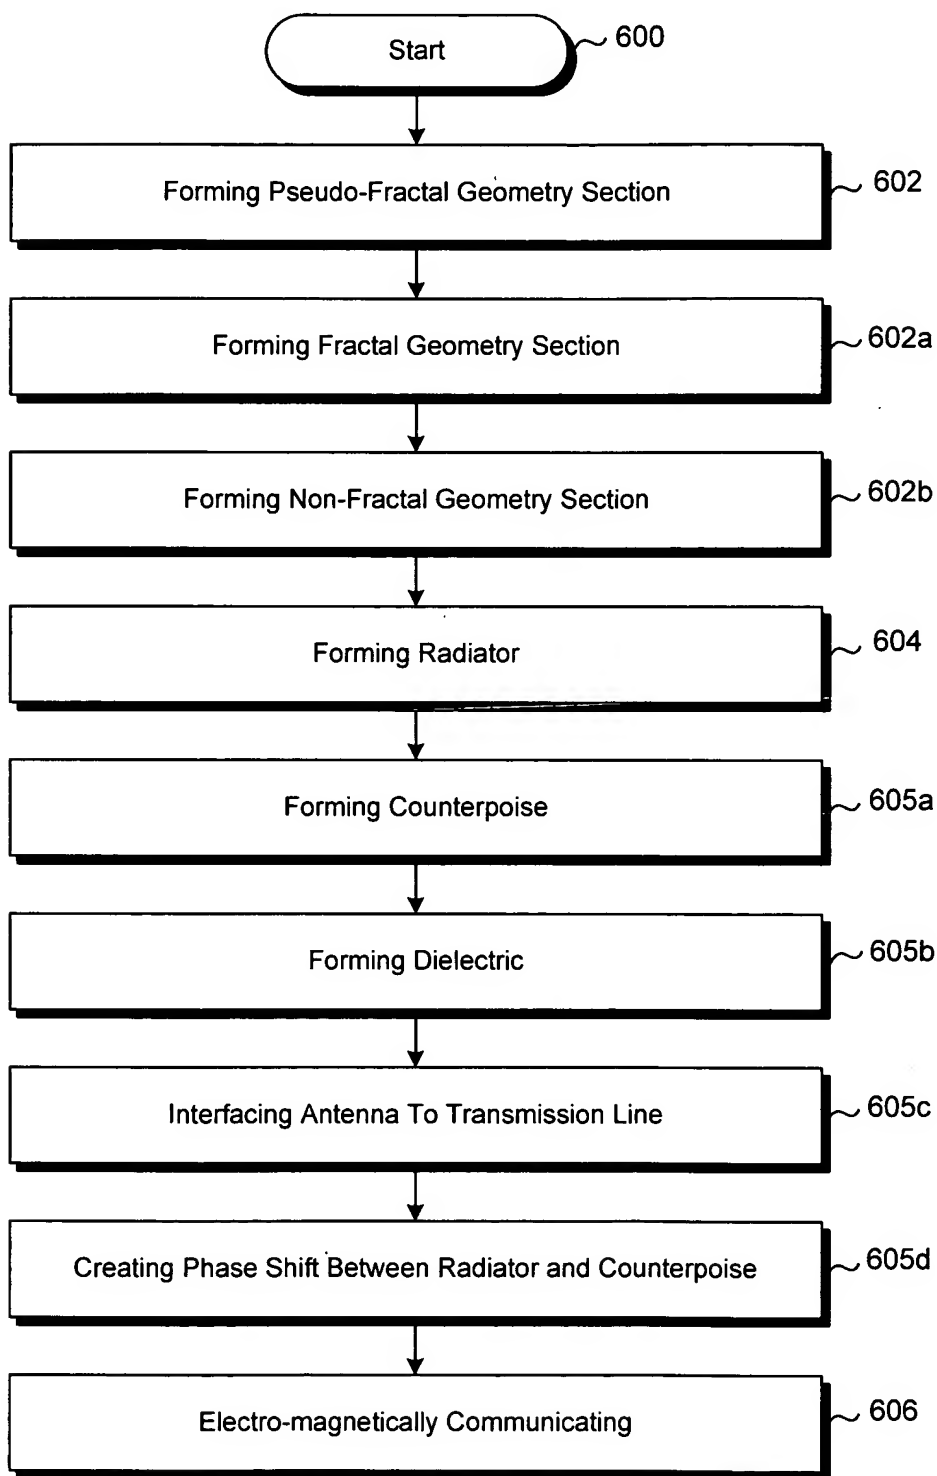 Start
600
Forming Pseudo-Fractal Geometry Section
602
Forming Fractal Geometry Section
602a
Forming Non-Fractal Geometry Section
602b
Forming Radiator
604
Forming Counterpoise
605a
Forming Dielectric
605b
Interfacing Antenna To Transmission Line
605c
Creating Phase Shift Between Radiator and Counterpoise
605d
Electro-magnetically Communicating
606